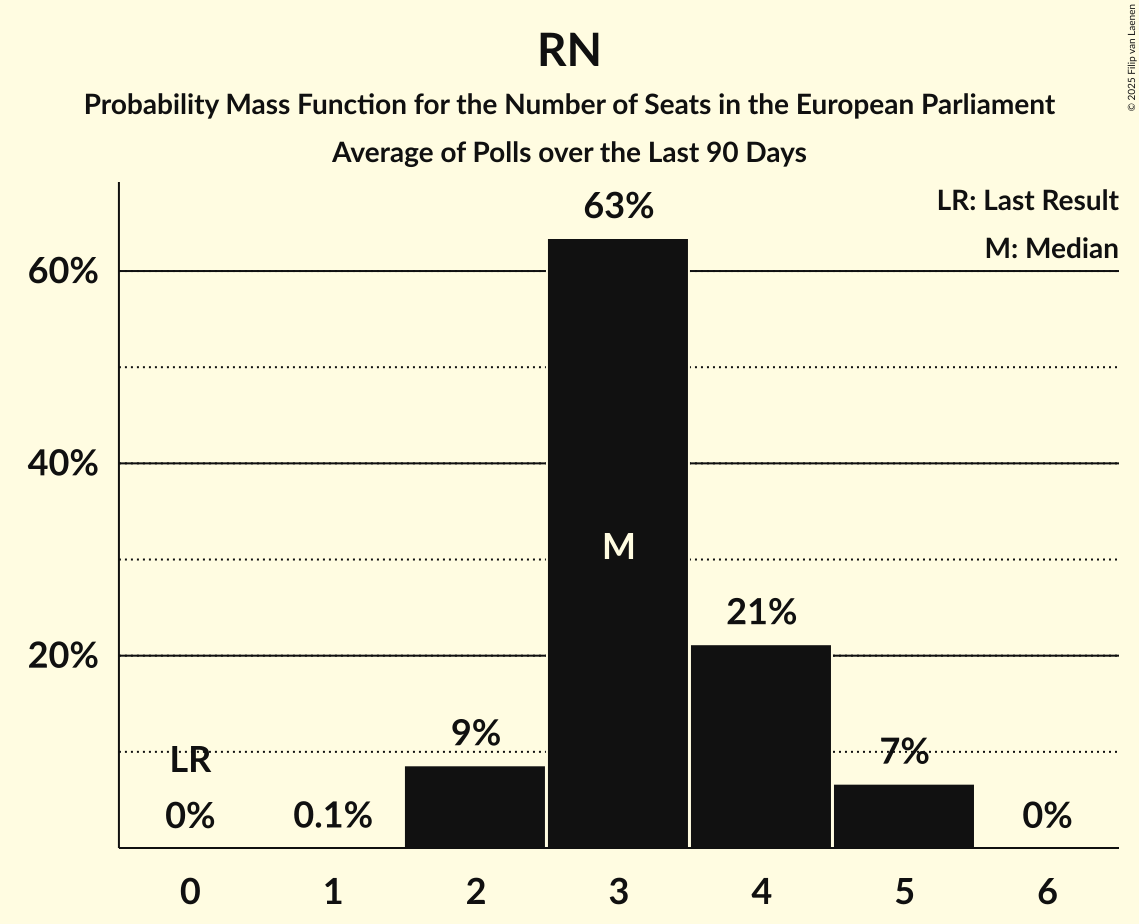 RN
Probability Mass Function for the Number of Seats in the European Parliament
Average of Polls over the Last 90 Days
© 2025 Filip van Laenen
LR: Last Result
M: Median
63%
60%
40%
M
21%
20%
9%
7%
LR
0%
0.1%
0%
0 1 2 3 4 5 6